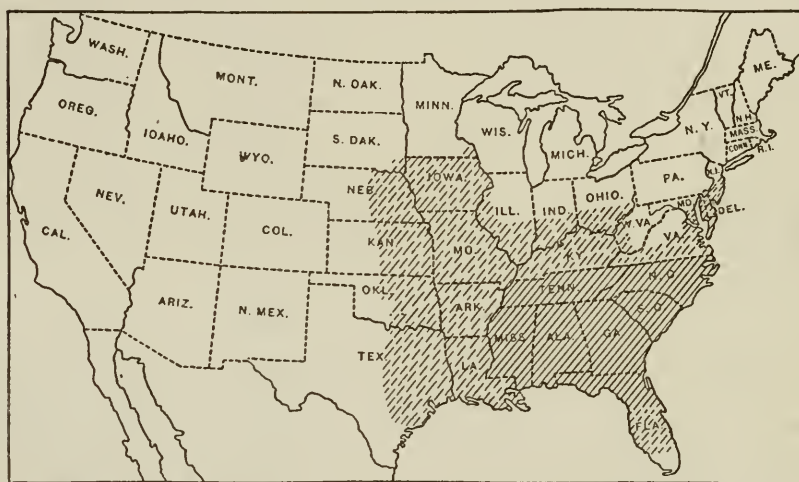 WASH.
MONT.
N. OAK.
MINN.
ME.
VT.
N.H.
OREG.
IOAHO.
WYO.
S. DAK.
WIS.
MICH.
N.Y.
MASS.
CONN.
R.I.
NEV.
UTAH.
COL.
NEB.
IOWA.
ILL.
IND.
OHIO.
PA.
N.J.
MD.
DEL.
CAL.
KAN.
MO.
KY.
W.VA.
VA.
ARIZ.
N. MEX.
OKL.
ARK.
TENN.
N.C.
S.C.
TEX.
LA.
MISS.
ALA.
GA.
FLA.